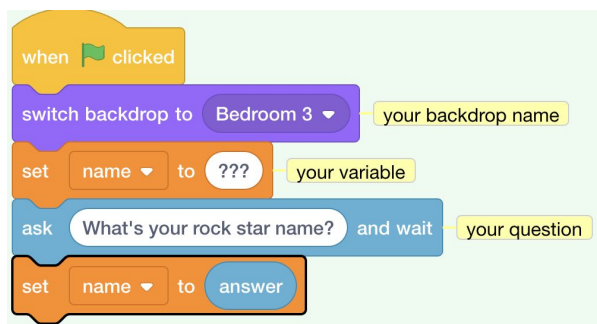 when clicked
switch backdrop to Bedroom 3 your backdrop name
set name to ??? your variable
ask What's your rock star name? and wait your question
set name to answer